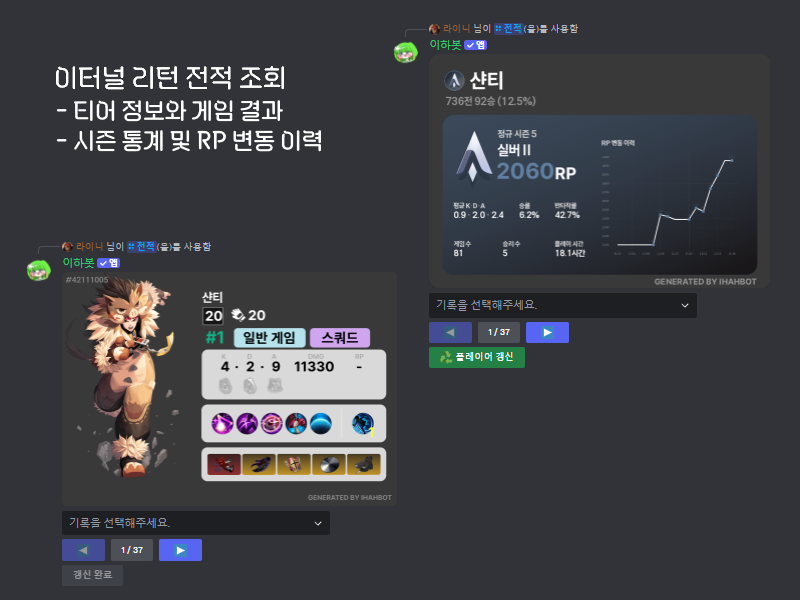 이터널 리턴 전적 조회
- 티어 정보와 게임 결과
- 시즌 통계 및 RP 변동 이력
라이니 님이 전적(을)를 사용함
이하봇 ✓ 앱
샨티
736전 92승 (12.5%)
정규 시즌 5
실버 II
2060RP
평균 K · D · A 승률 반타작율
0.9 · 2.0 · 2.4 6.2% 42.7%
게임 수 승리 수 플레이 시간
81 5 18.1시간
RP 변동 이력
GENERATED BY IHAHBOT
기록을 선택해주세요.
1 / 37
플레이어 갱신
라이니 님이 전적(을)를 사용함
이하봇 ✓ 앱
#42111005
샨티
20 20
#1 일반 게임 스쿼드
K D A DMG RP
4 · 2 · 9 11330 -
GENERATED BY IHAHBOT
기록을 선택해주세요.
1 / 37
갱신 완료